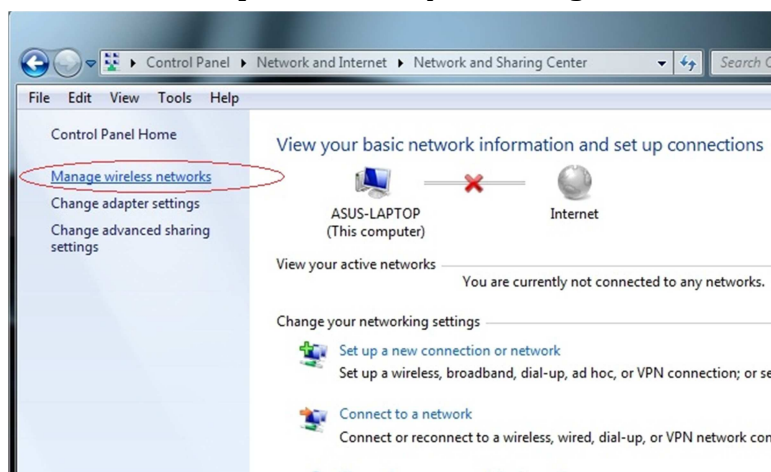 Control Panel ▸ Network and Internet ▸ Network and Sharing Center
Search
File Edit View Tools Help
Control Panel Home
Manage wireless networks
Change adapter settings
Change advanced sharing
settings
View your basic network information and set up connections
ASUS-LAPTOP
(This computer)
Internet
View your active networks
You are currently not connected to any networks.
Change your networking settings
Set up a new connection or network
Set up a wireless, broadband, dial-up, ad hoc, or VPN connection; or se
Connect to a network
Connect or reconnect to a wireless, wired, dial-up, or VPN network con